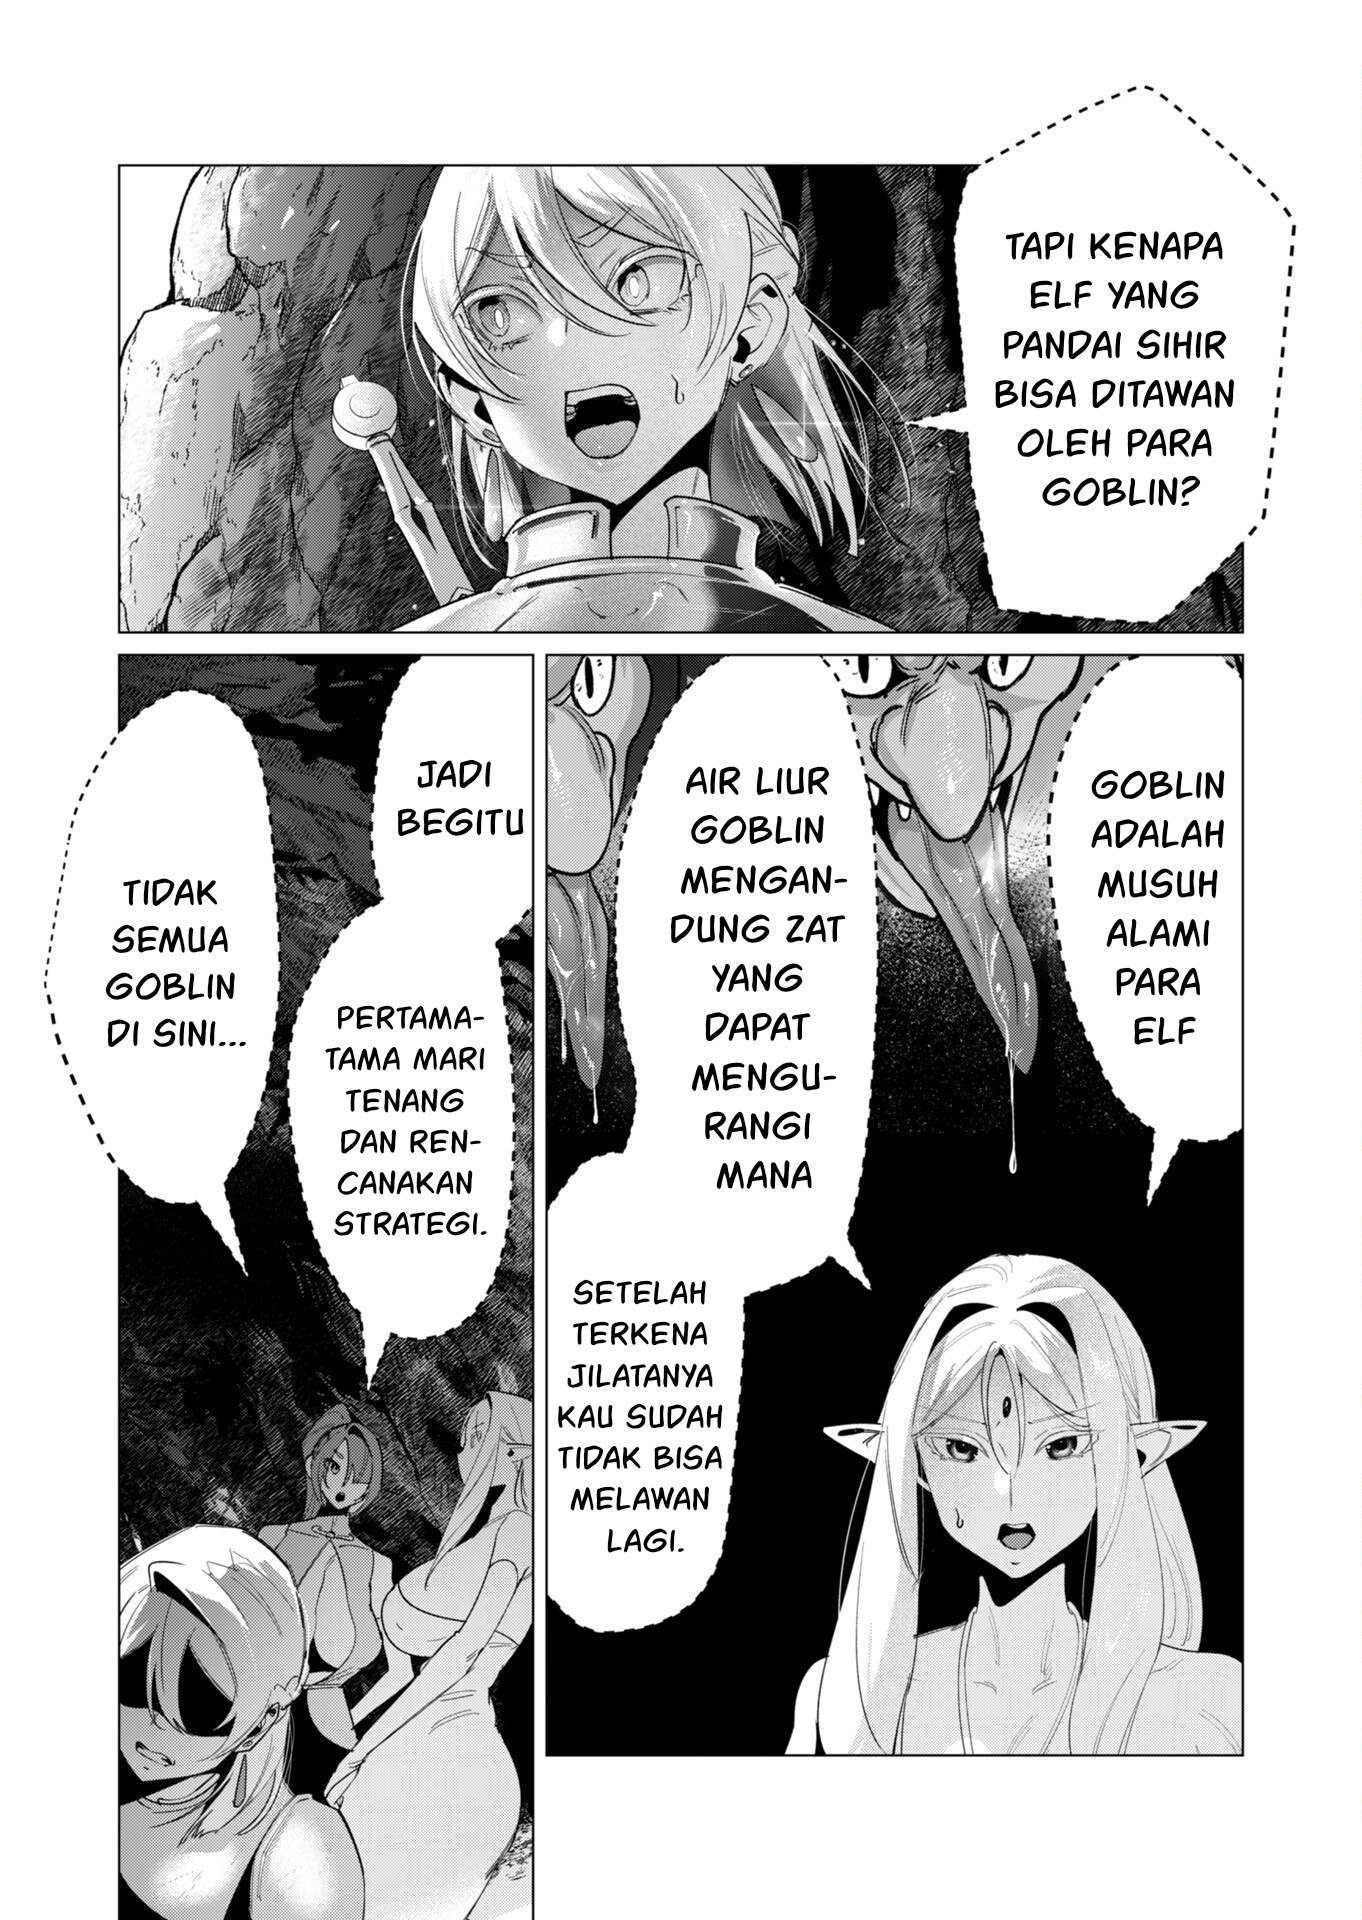 TAPI KENAPA
ELF YANG
PANDAI SIHIR
BISA DITAWAN
OLEH PARA
GOBLIN?
GOBLIN
ADALAH
MUSUH
ALAMI
PARA
ELF
AIR LIUR
GOBLIN
MENGAN-
DUNG ZAT
YANG
DAPAT
MENGU-
RANGI
MANA
SETELAH
TERKENA
JILATANYA
KAU SUDAH
TIDAK BISA
MELAWAN
LAGI.
JADI
BEGITU
PERTAMA-
TAMA MARI
TENANG
DAN REN-
CANAKAN
STRATEGI.
TIDAK
SEMUA
GOBLIN
DI SINI...